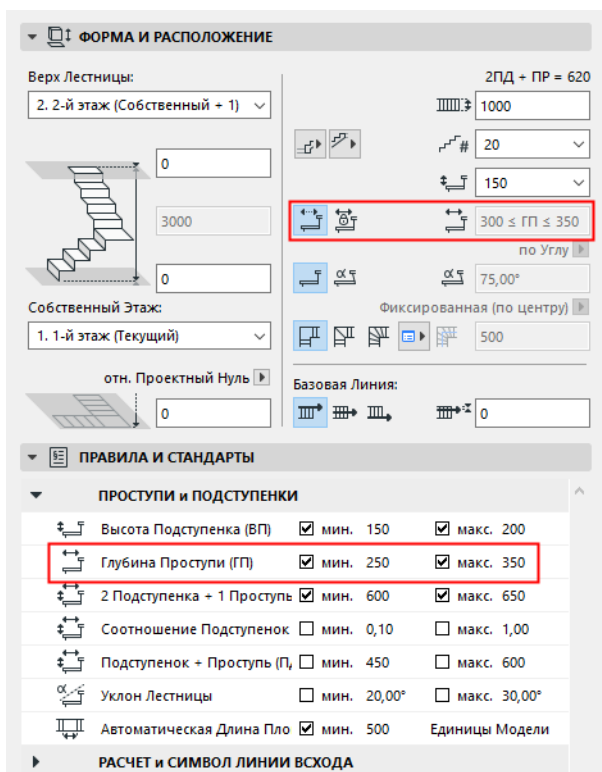 ФОРМА И РАСПОЛОЖЕНИЕ
Верх Лестницы:
2. 2-й этаж (Собственный + 1)
0
3000
0
Собственный Этаж:
1. 1-й этаж (Текущий)
отн. Проектный Нуль
0
2ПД + ПР = 620
1000
# 20
150
300 ≤ ГП ≤ 350
по Углу
α α 75,00°
Фиксированная (по центру)
500
Базовая Линия:
0
ПРАВИЛА И СТАНДАРТЫ
ПРОСТУПИ и ПОДСТУПЕНКИ
Высота Подступенка (ВП) мин. 150 макс. 200
Глубина Проступи (ГП) мин. 250 макс. 350
2 Подступенка + 1 Проступь мин. 600 макс. 650
Соотношение Подступенок мин. 0,10 макс. 1,00
Подступенок + Проступь (П, мин. 450 макс. 600
α Уклон Лестницы мин. 20,00° макс. 30,00°
Автоматическая Длина Пло мин. 500 Единицы Модели
РАСЧЕТ и СИМВОЛ ЛИНИИ ВСХОДА